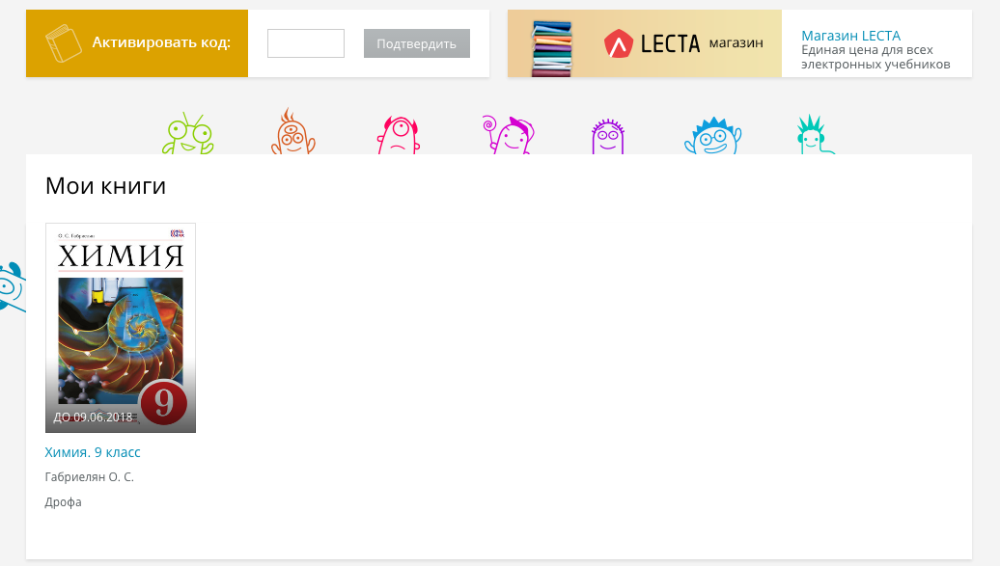 Активировать код:
Подтвердить
LECTA магазин
Магазин LECTA
Единая цена для всех
электронных учебников
Мои книги
О. С. Габриелян
ХИМИЯ
9
ДО 09.06.2018
Химия. 9 класс
Габриелян О. С.
Дрофа